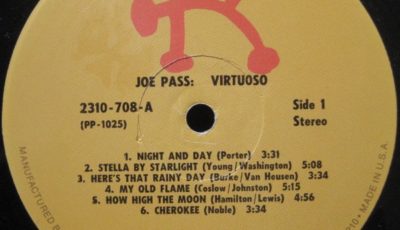 JOE PASS: VIRTUOSO
2310-708-A
Side 1
(PP-1025)
Stereo
1. NIGHT AND DAY (Porter) 3:31
2. STELLA BY STARLIGHT (Young/Washington) 5:08
3. HERE'S THAT RAINY DAY (Burke/Van Housen) 3:34
4. MY OLD FLAME (Coslow/Johnston) 5:15
5. HOW HIGH THE MOON (Hamilton/Lewis) 4:56
6. CHEROKEE (Noble) 3:34
MANUFACTURED
MADE IN U.S.A.